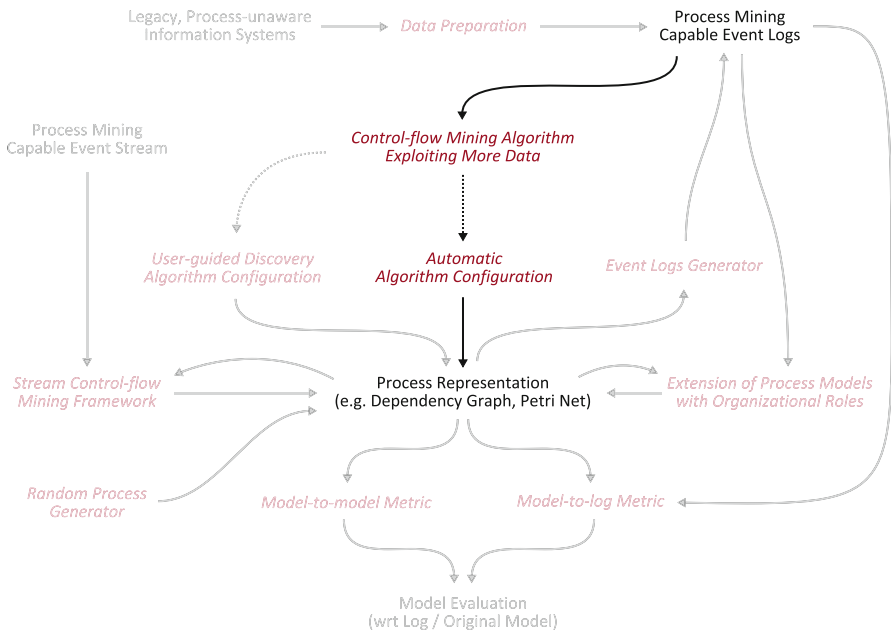 Legacy, Process-unaware
Information Systems
Data Preparation
Process Mining
Capable Event Logs
Process Mining
Capable Event Stream
Control-flow Mining Algorithm
Exploiting More Data
User-guided Discovery
Algorithm Configuration
Automatic
Algorithm Configuration
Event Logs Generator
Stream Control-flow
Mining Framework
Process Representation
(e.g. Dependency Graph, Petri Net)
Extension of Process Models
with Organizational Roles
Random Process
Generator
Model-to-model Metric
Model-to-log Metric
Model Evaluation
(wrt Log / Original Model)